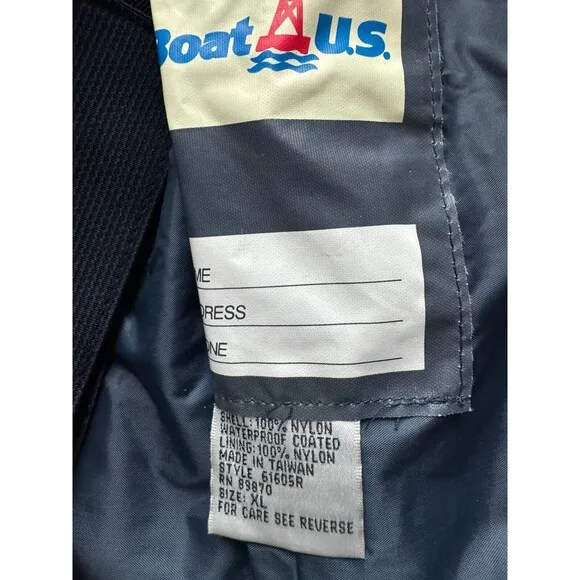 Boat U.S.
ME
DRESS
ONE
SHELL: 100% NYLON
WATERPROOF COATED
LINING: 100% NYLON
MADE IN TAIWAN
STYLE 61605R
RN 99870
SIZE: XL
FOR CARE SEE REVERSE